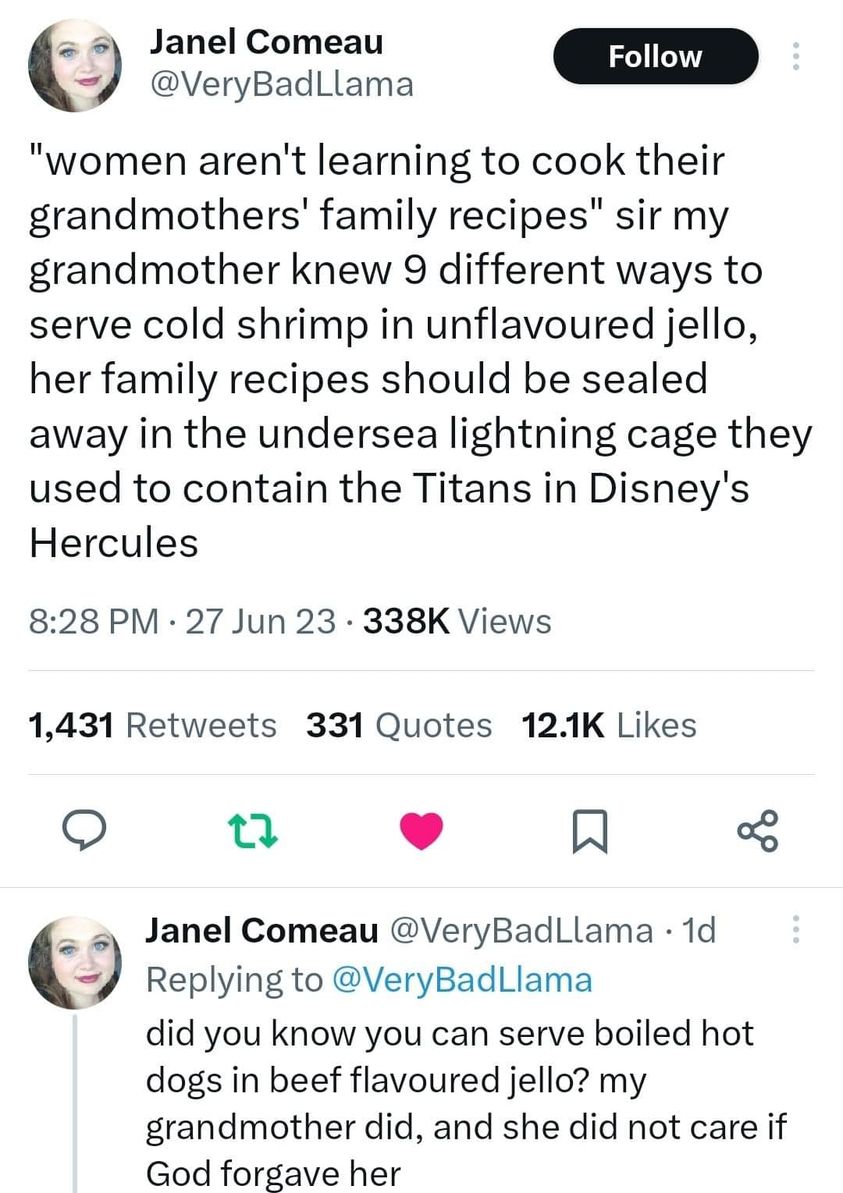 Janel Comeau
Follow
@VeryBadLlama
"women aren't learning to cook their
grandmothers' family recipes" sir my
grandmother knew 9 different ways to
serve cold shrimp in unflavoured jello,
her family recipes should be sealed
away in the undersea lightning cage they
used to contain the Titans in Disney's
Hercules
8:28 PM · 27 Jun 23 · 338K Views
1,431 Retweets 331 Quotes 12.1K Likes
Janel Comeau @VeryBadLlama · 1d
Replying to @VeryBadLlama
did you know you can serve boiled hot
dogs in beef flavoured jello? my
grandmother did, and she did not care if
God forgave her